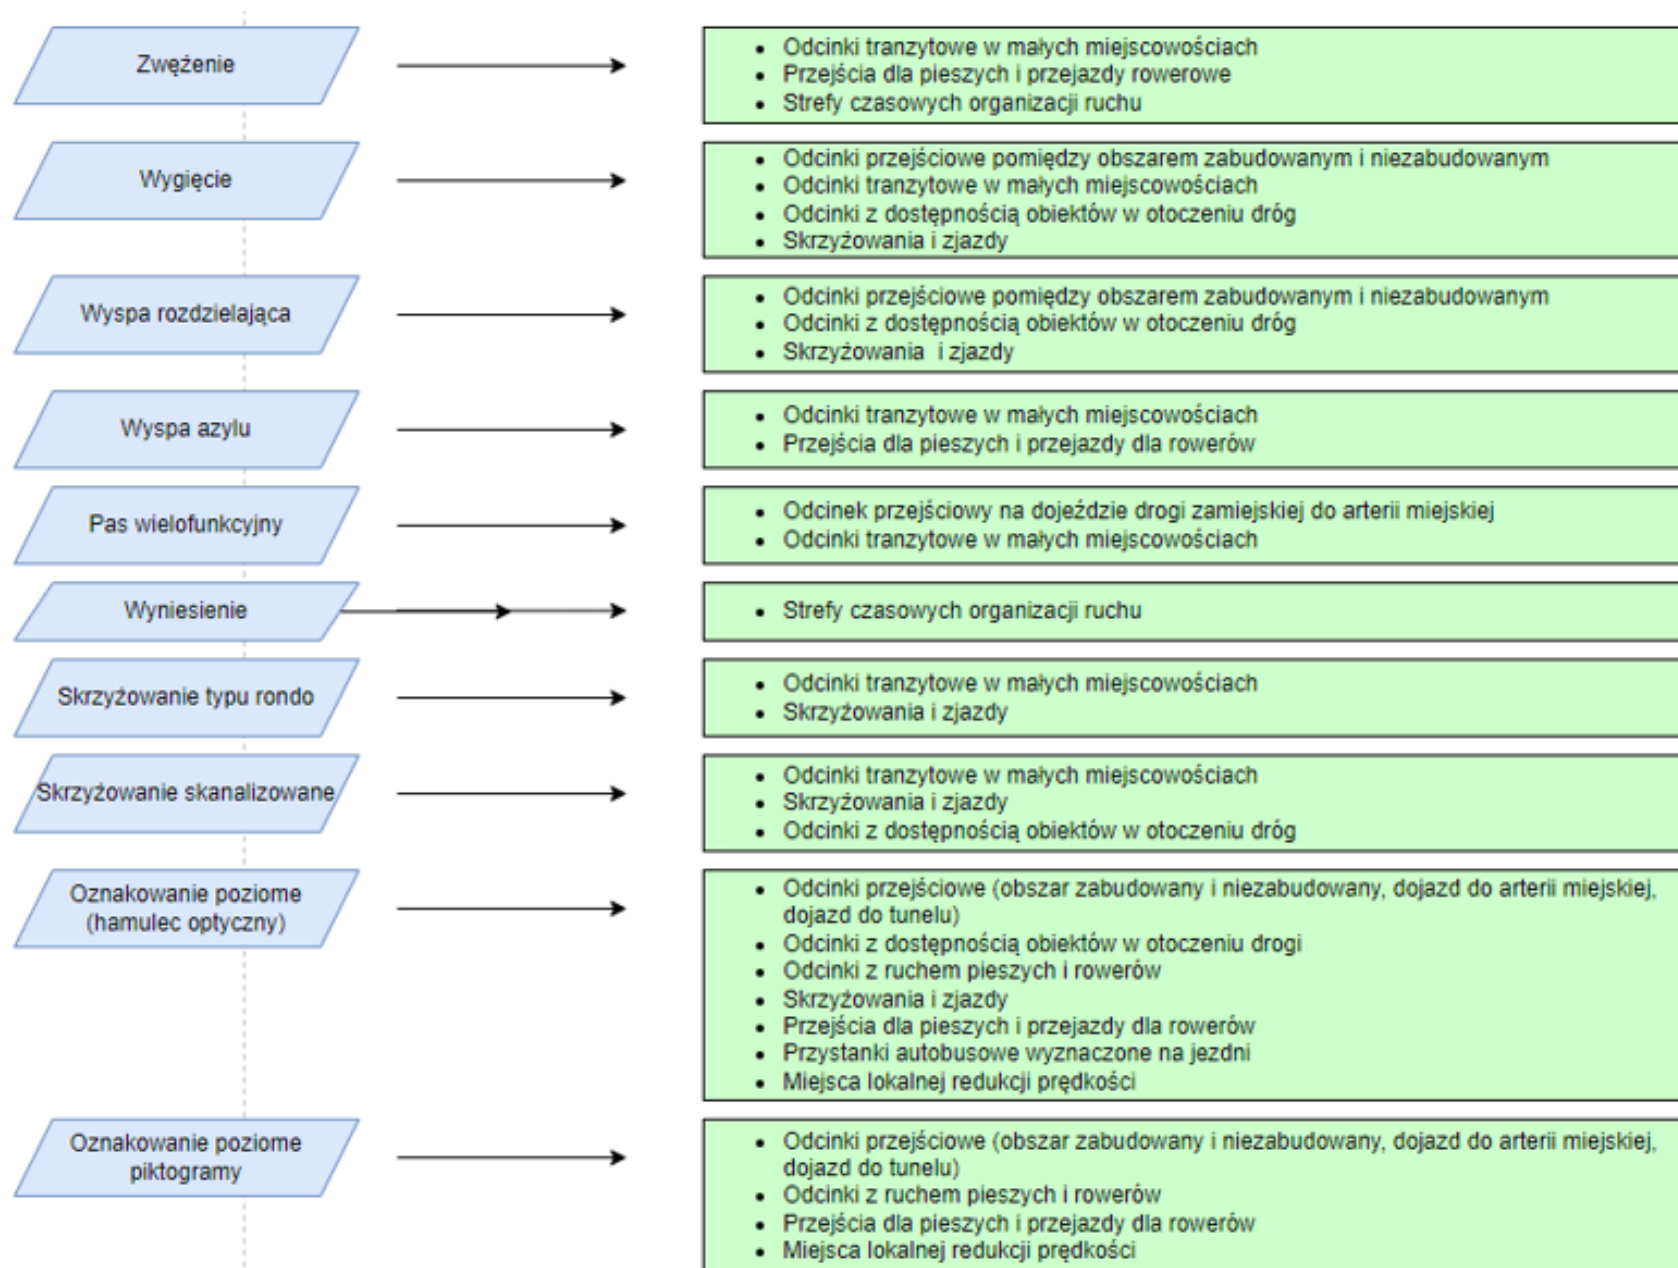 Zwężenie
• Odcinki tranzytowe w małych miejscowościach
• Przejścia dla pieszych i przejazdy rowerowe
• Strefy czasowych organizacji ruchu
Wygięcie
• Odcinki przejściowe pomiędzy obszarem zabudowanym i niezabudowanym
• Odcinki tranzytowe w małych miejscowościach
• Odcinki z dostępnością obiektów w otoczeniu dróg
• Skrzyżowania i zjazdy
Wyspa rozdzielająca
• Odcinki przejściowe pomiędzy obszarem zabudowanym i niezabudowanym
• Odcinki z dostępnością obiektów w otoczeniu dróg
• Skrzyżowania i zjazdy
Wyspa azylu
• Odcinki tranzytowe w małych miejscowościach
• Przejścia dla pieszych i przejazdy dla rowerów
Pas wielofunkcyjny
• Odcinek przejściowy na dojeździe drogi zamiejskiej do arterii miejskiej
• Odcinki tranzytowe w małych miejscowościach
Wyniesienie
• Strefy czasowych organizacji ruchu
Skrzyżowanie typu rondo
• Odcinki tranzytowe w małych miejscowościach
• Skrzyżowania i zjazdy
Skrzyżowanie skanalizowane
• Odcinki tranzytowe w małych miejscowościach
• Skrzyżowania i zjazdy
• Odcinki z dostępnością obiektów w otoczeniu dróg
Oznakowanie poziome
(hamulec optyczny)
• Odcinki przejściowe (obszar zabudowany i niezabudowany, dojazd do arterii miejskiej,
dojazd do tunelu)
• Odcinki z dostępnością obiektów w otoczeniu drogi
• Odcinki z ruchem pieszych i rowerów
• Skrzyżowania i zjazdy
• Przejścia dla pieszych i przejazdy dla rowerów
• Przystanki autobusowe wyznaczone na jezdni
• Miejsca lokalnej redukcji prędkości
Oznakowanie poziome
piktogramy
• Odcinki przejściowe (obszar zabudowany i niezabudowany, dojazd do arterii miejskiej,
dojazd do tunelu)
• Odcinki z ruchem pieszych i rowerów
• Przejścia dla pieszych i przejazdy dla rowerów
• Miejsca lokalnej redukcji prędkości